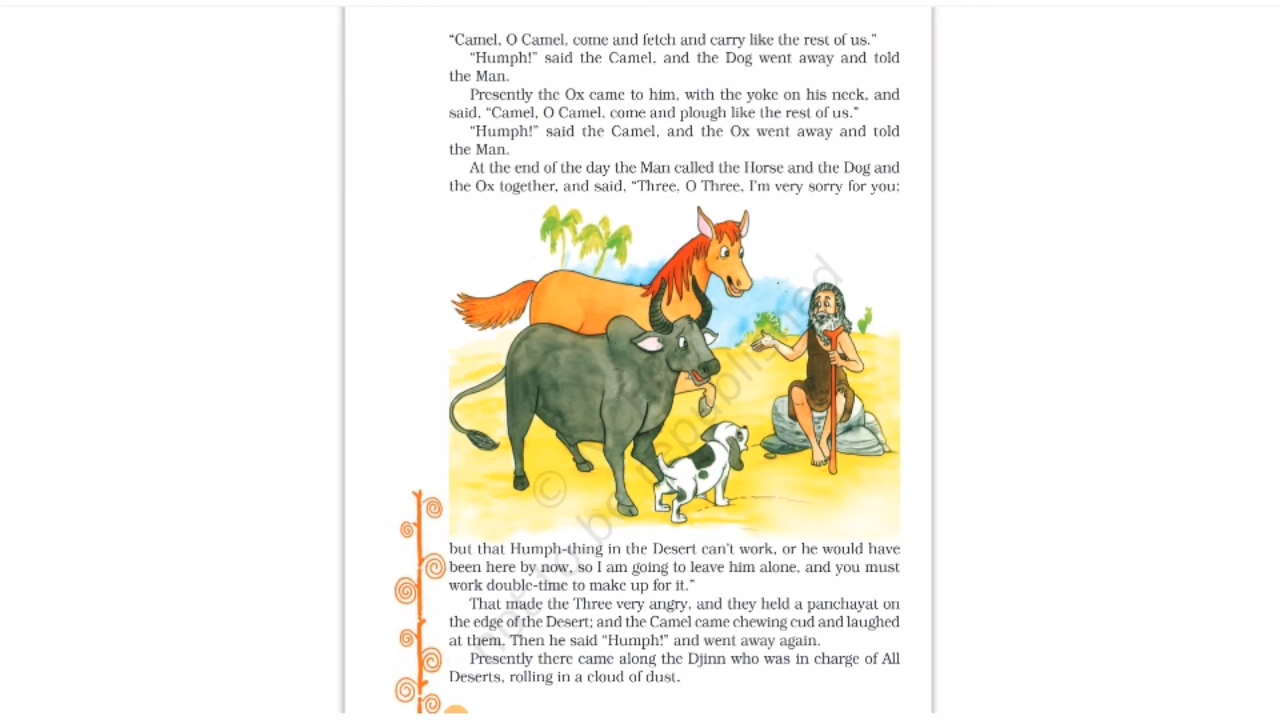 “Camel, O Camel, come and fetch and carry like the rest of us.”
“Humph!” said the Camel, and the Dog went away and told
the Man.
Presently the Ox came to him, with the yoke on his neck, and
said, “Camel, O Camel, come and plough like the rest of us.”
“Humph!” said the Camel, and the Ox went away and told
the Man.
At the end of the day the Man called the Horse and the Dog and
the Ox together, and said, “Three, O Three, I'm very sorry for you;
but that Humph-thing in the Desert can't work, or he would have
been here by now, so I am going to leave him alone, and you must
work double-time to make up for it.”
That made the Three very angry, and they held a panchayat on
the edge of the Desert; and the Camel came chewing cud and laughed
at them. Then he said “Humph!” and went away again.
Presently there came along the Djinn who was in charge of All
Deserts, rolling in a cloud of dust.
not to be republished
©